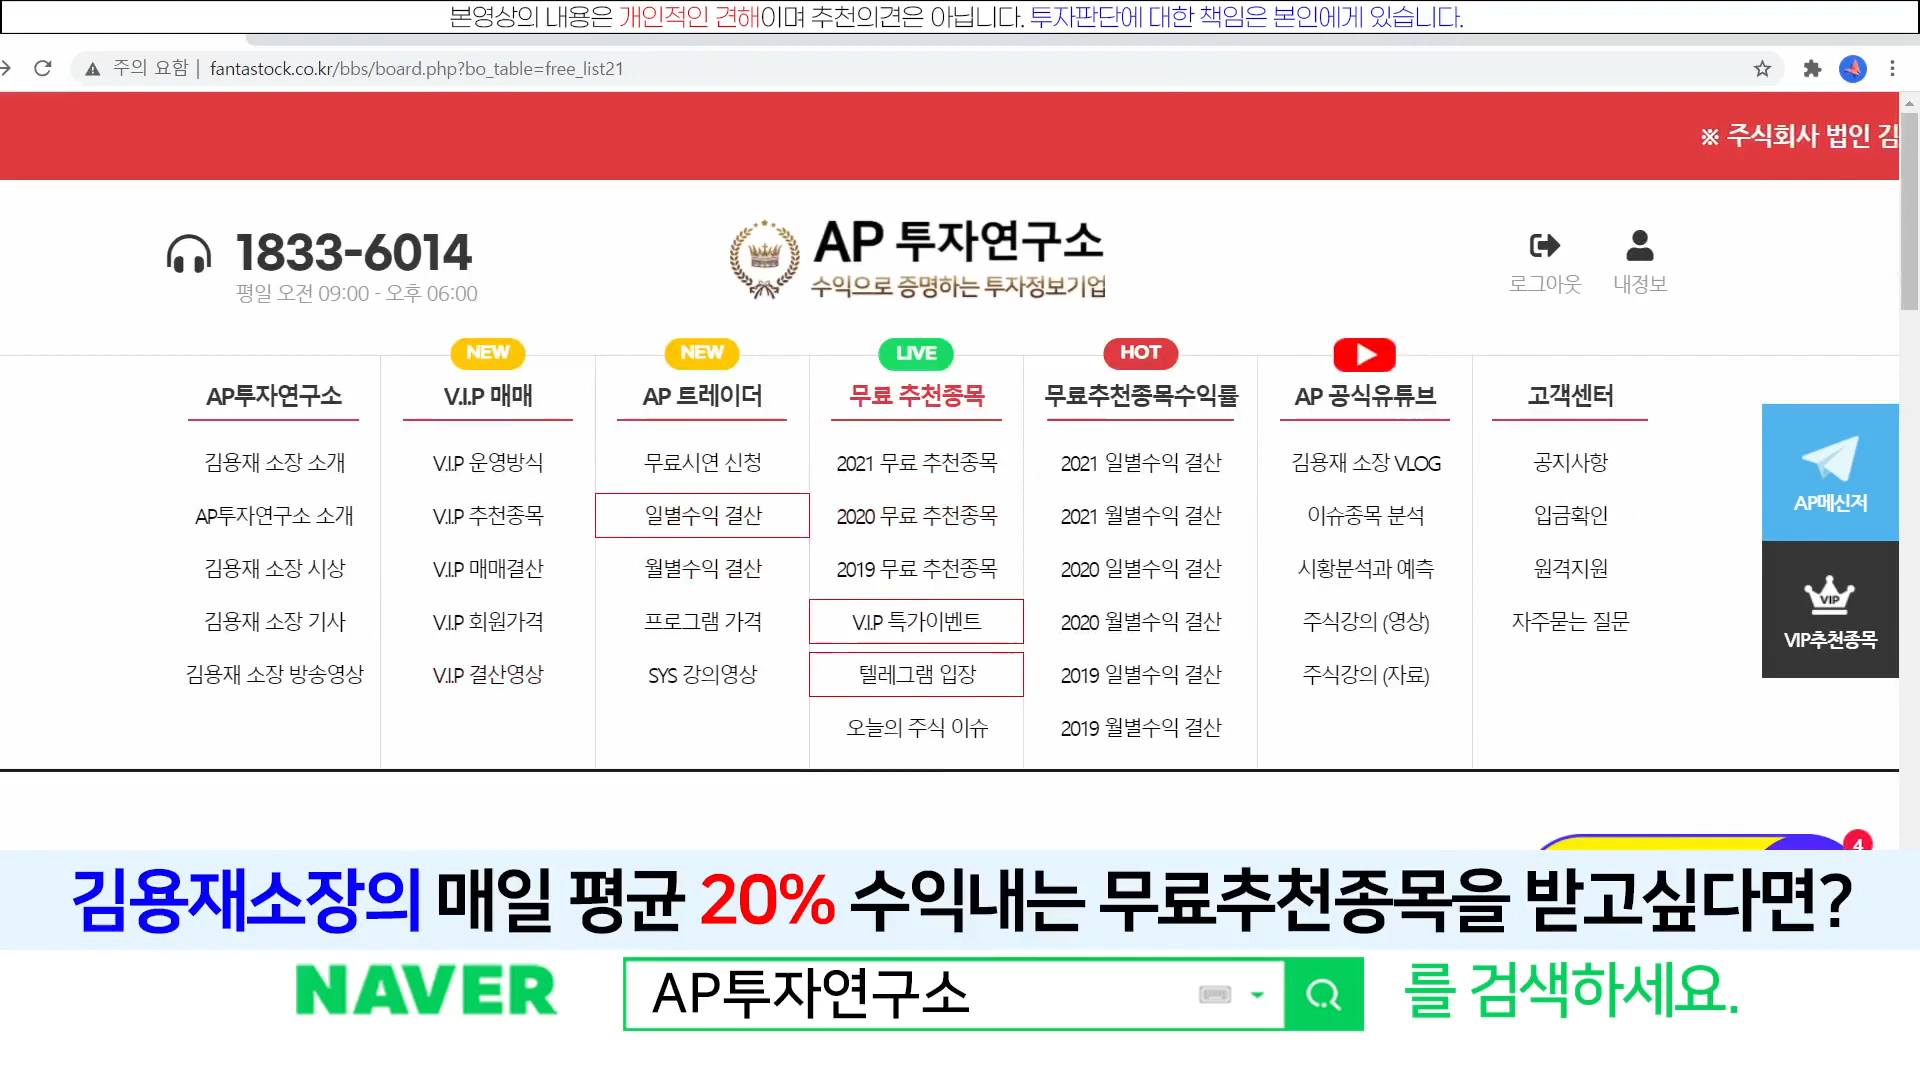 본영상의 내용은 개인적인 견해이며 추천의견은 아닙니다. 투자판단에 대한 책임은 본인에게 있습니다.
주의 요함 | fantastock.co.kr/bbs/board.php?bo_table=free_list21
※ 주식회사 법인 김
1833-6014
평일 오전 09:00 - 오후 06:00
AP 투자연구소
수익으로 증명하는 투자정보기업
로그아웃 내정보
NEW NEW LIVE HOT
AP투자연구소 V.I.P 매매 AP 트레이더 무료 추천종목 무료추천종목수익률 AP 공식유튜브 고객센터
김용재 소장 소개 V.I.P 운영방식 무료시연 신청 2021 무료 추천종목 2021 일별수익 결산 김용재 소장 VLOG 공지사항
AP투자연구소 소개 V.I.P 추천종목 일별수익 결산 2020 무료 추천종목 2021 월별수익 결산 이슈종목 분석 입금확인
김용재 소장 시상 V.I.P 매매결산 월별수익 결산 2019 무료 추천종목 2020 일별수익 결산 시황분석과 예측 원격지원
김용재 소장 기사 V.I.P 회원가격 프로그램 가격 V.I.P 특가이벤트 2020 월별수익 결산 주식강의 (영상) 자주묻는 질문
김용재 소장 방송영상 V.I.P 결산영상 SYS 강의영상 텔레그램 입장 2019 일별수익 결산 주식강의 (자료)
오늘의 주식 이슈 2019 월별수익 결산
AP메신저
VIP
VIP추천종목
4
김용재소장의 매일 평균 20% 수익내는 무료추천종목을 받고싶다면?
NAVER AP투자연구소 를 검색하세요.